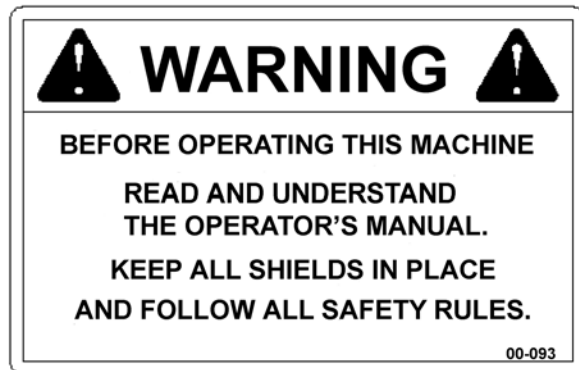 WARNING
BEFORE OPERATING THIS MACHINE
READ AND UNDERSTAND
THE OPERATOR'S MANUAL.
KEEP ALL SHIELDS IN PLACE
AND FOLLOW ALL SAFETY RULES.
00-093